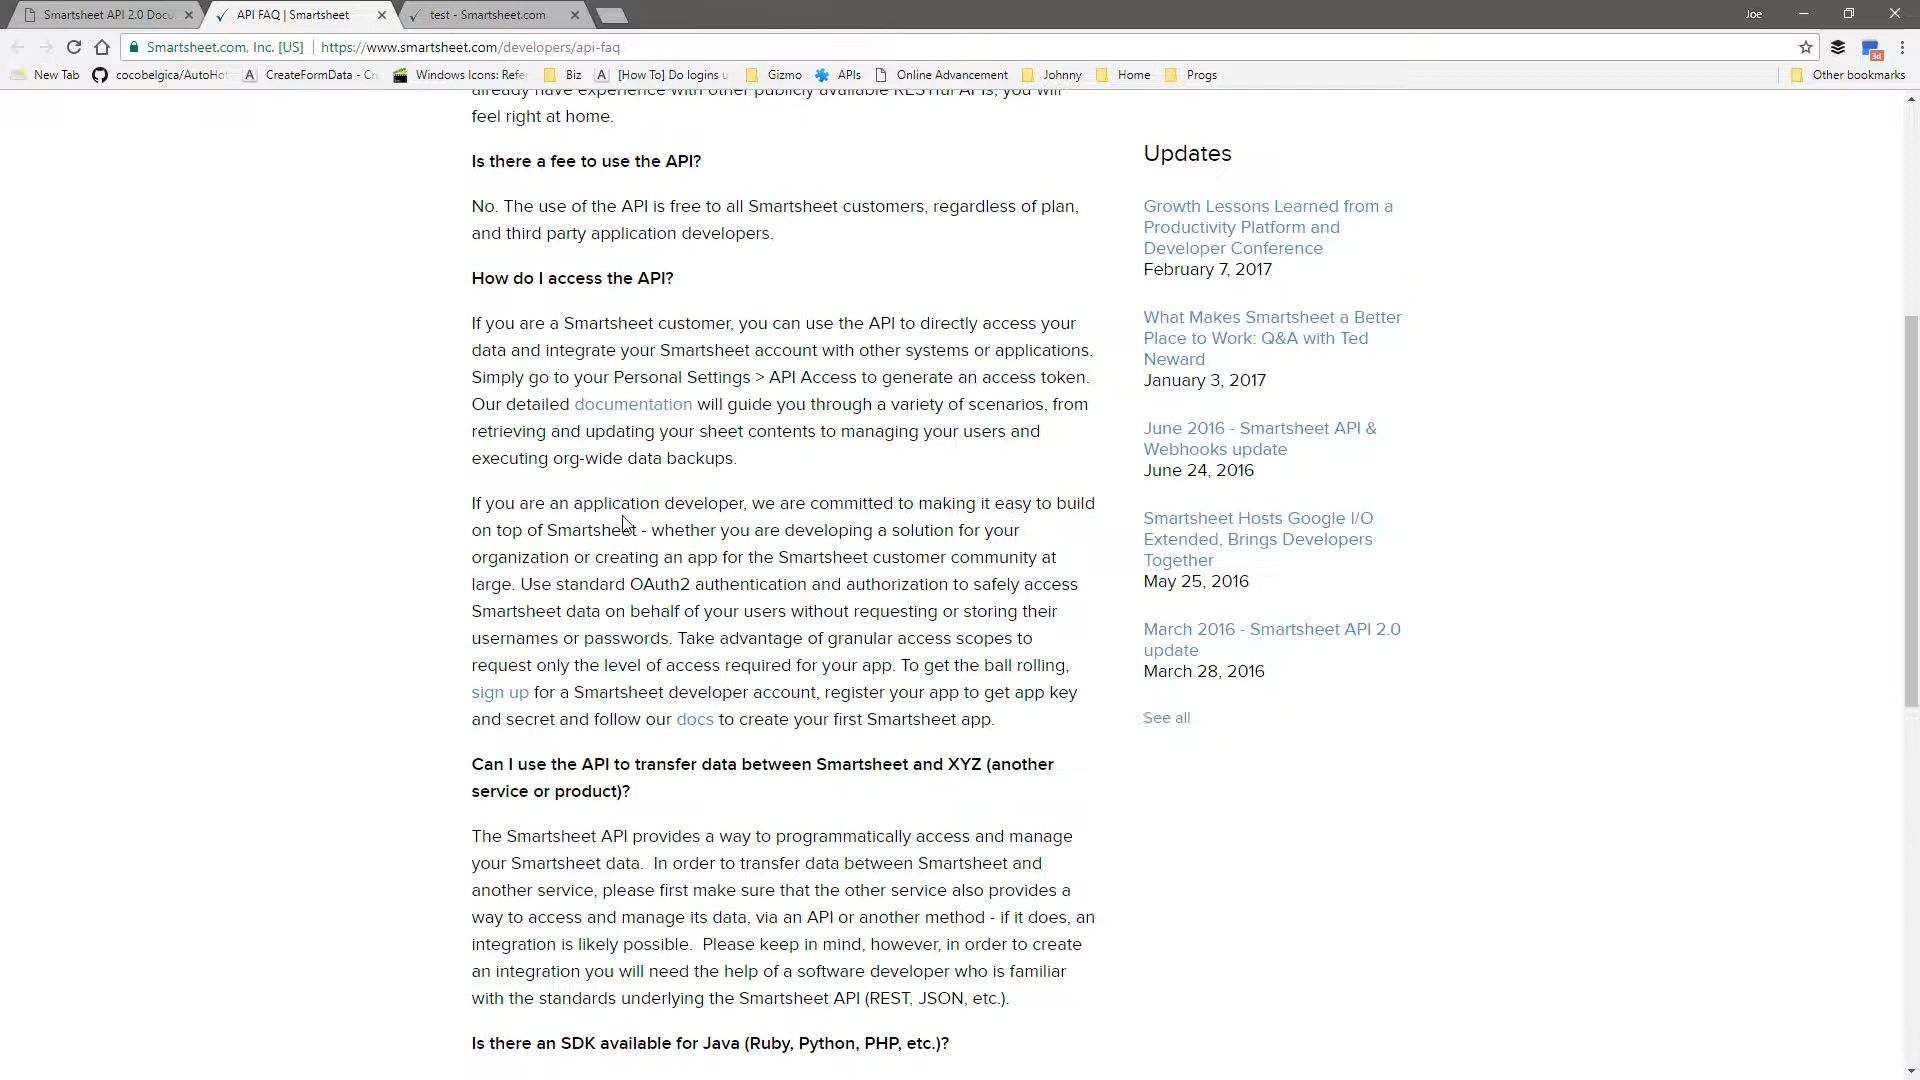 Smartsheet API 2.0 Docu
API FAQ | Smartsheet
test - Smartsheet.com
Joe
Smartsheet.com, Inc. [US]
https://www.smartsheet.com/developers/api-faq
New Tab
cocobelgica/AutoHot
CreateFormData - Cr
Windows Icons: Refe
Biz
[How To] Do logins u
Gizmo
APIs
Online Advancement
Johnny
Home
Progs
3d
Other bookmarks
already have experience with other publicly available RESTful APIs, you will
feel right at home.
Is there a fee to use the API?
No. The use of the API is free to all Smartsheet customers, regardless of plan,
and third party application developers.
How do I access the API?
If you are a Smartsheet customer, you can use the API to directly access your
data and integrate your Smartsheet account with other systems or applications.
Simply go to your Personal Settings > API Access to generate an access token.
Our detailed documentation will guide you through a variety of scenarios, from
retrieving and updating your sheet contents to managing your users and
executing org-wide data backups.
If you are an application developer, we are committed to making it easy to build
on top of Smartsheet - whether you are developing a solution for your
organization or creating an app for the Smartsheet customer community at
large. Use standard OAuth2 authentication and authorization to safely access
Smartsheet data on behalf of your users without requesting or storing their
usernames or passwords. Take advantage of granular access scopes to
request only the level of access required for your app. To get the ball rolling,
sign up for a Smartsheet developer account, register your app to get app key
and secret and follow our docs to create your first Smartsheet app.
Can I use the API to transfer data between Smartsheet and XYZ (another
service or product)?
The Smartsheet API provides a way to programmatically access and manage
your Smartsheet data.  In order to transfer data between Smartsheet and
another service, please first make sure that the other service also provides a
way to access and manage its data, via an API or another method - if it does, an
integration is likely possible.  Please keep in mind, however, in order to create
an integration you will need the help of a software developer who is familiar
with the standards underlying the Smartsheet API (REST, JSON, etc.).
Is there an SDK available for Java (Ruby, Python, PHP, etc.)?
Updates
Growth Lessons Learned from a
Productivity Platform and
Developer Conference
February 7, 2017
What Makes Smartsheet a Better
Place to Work: Q&A with Ted
Neward
January 3, 2017
June 2016 - Smartsheet API &
Webhooks update
June 24, 2016
Smartsheet Hosts Google I/O
Extended, Brings Developers
Together
May 25, 2016
March 2016 - Smartsheet API 2.0
update
March 28, 2016
See all